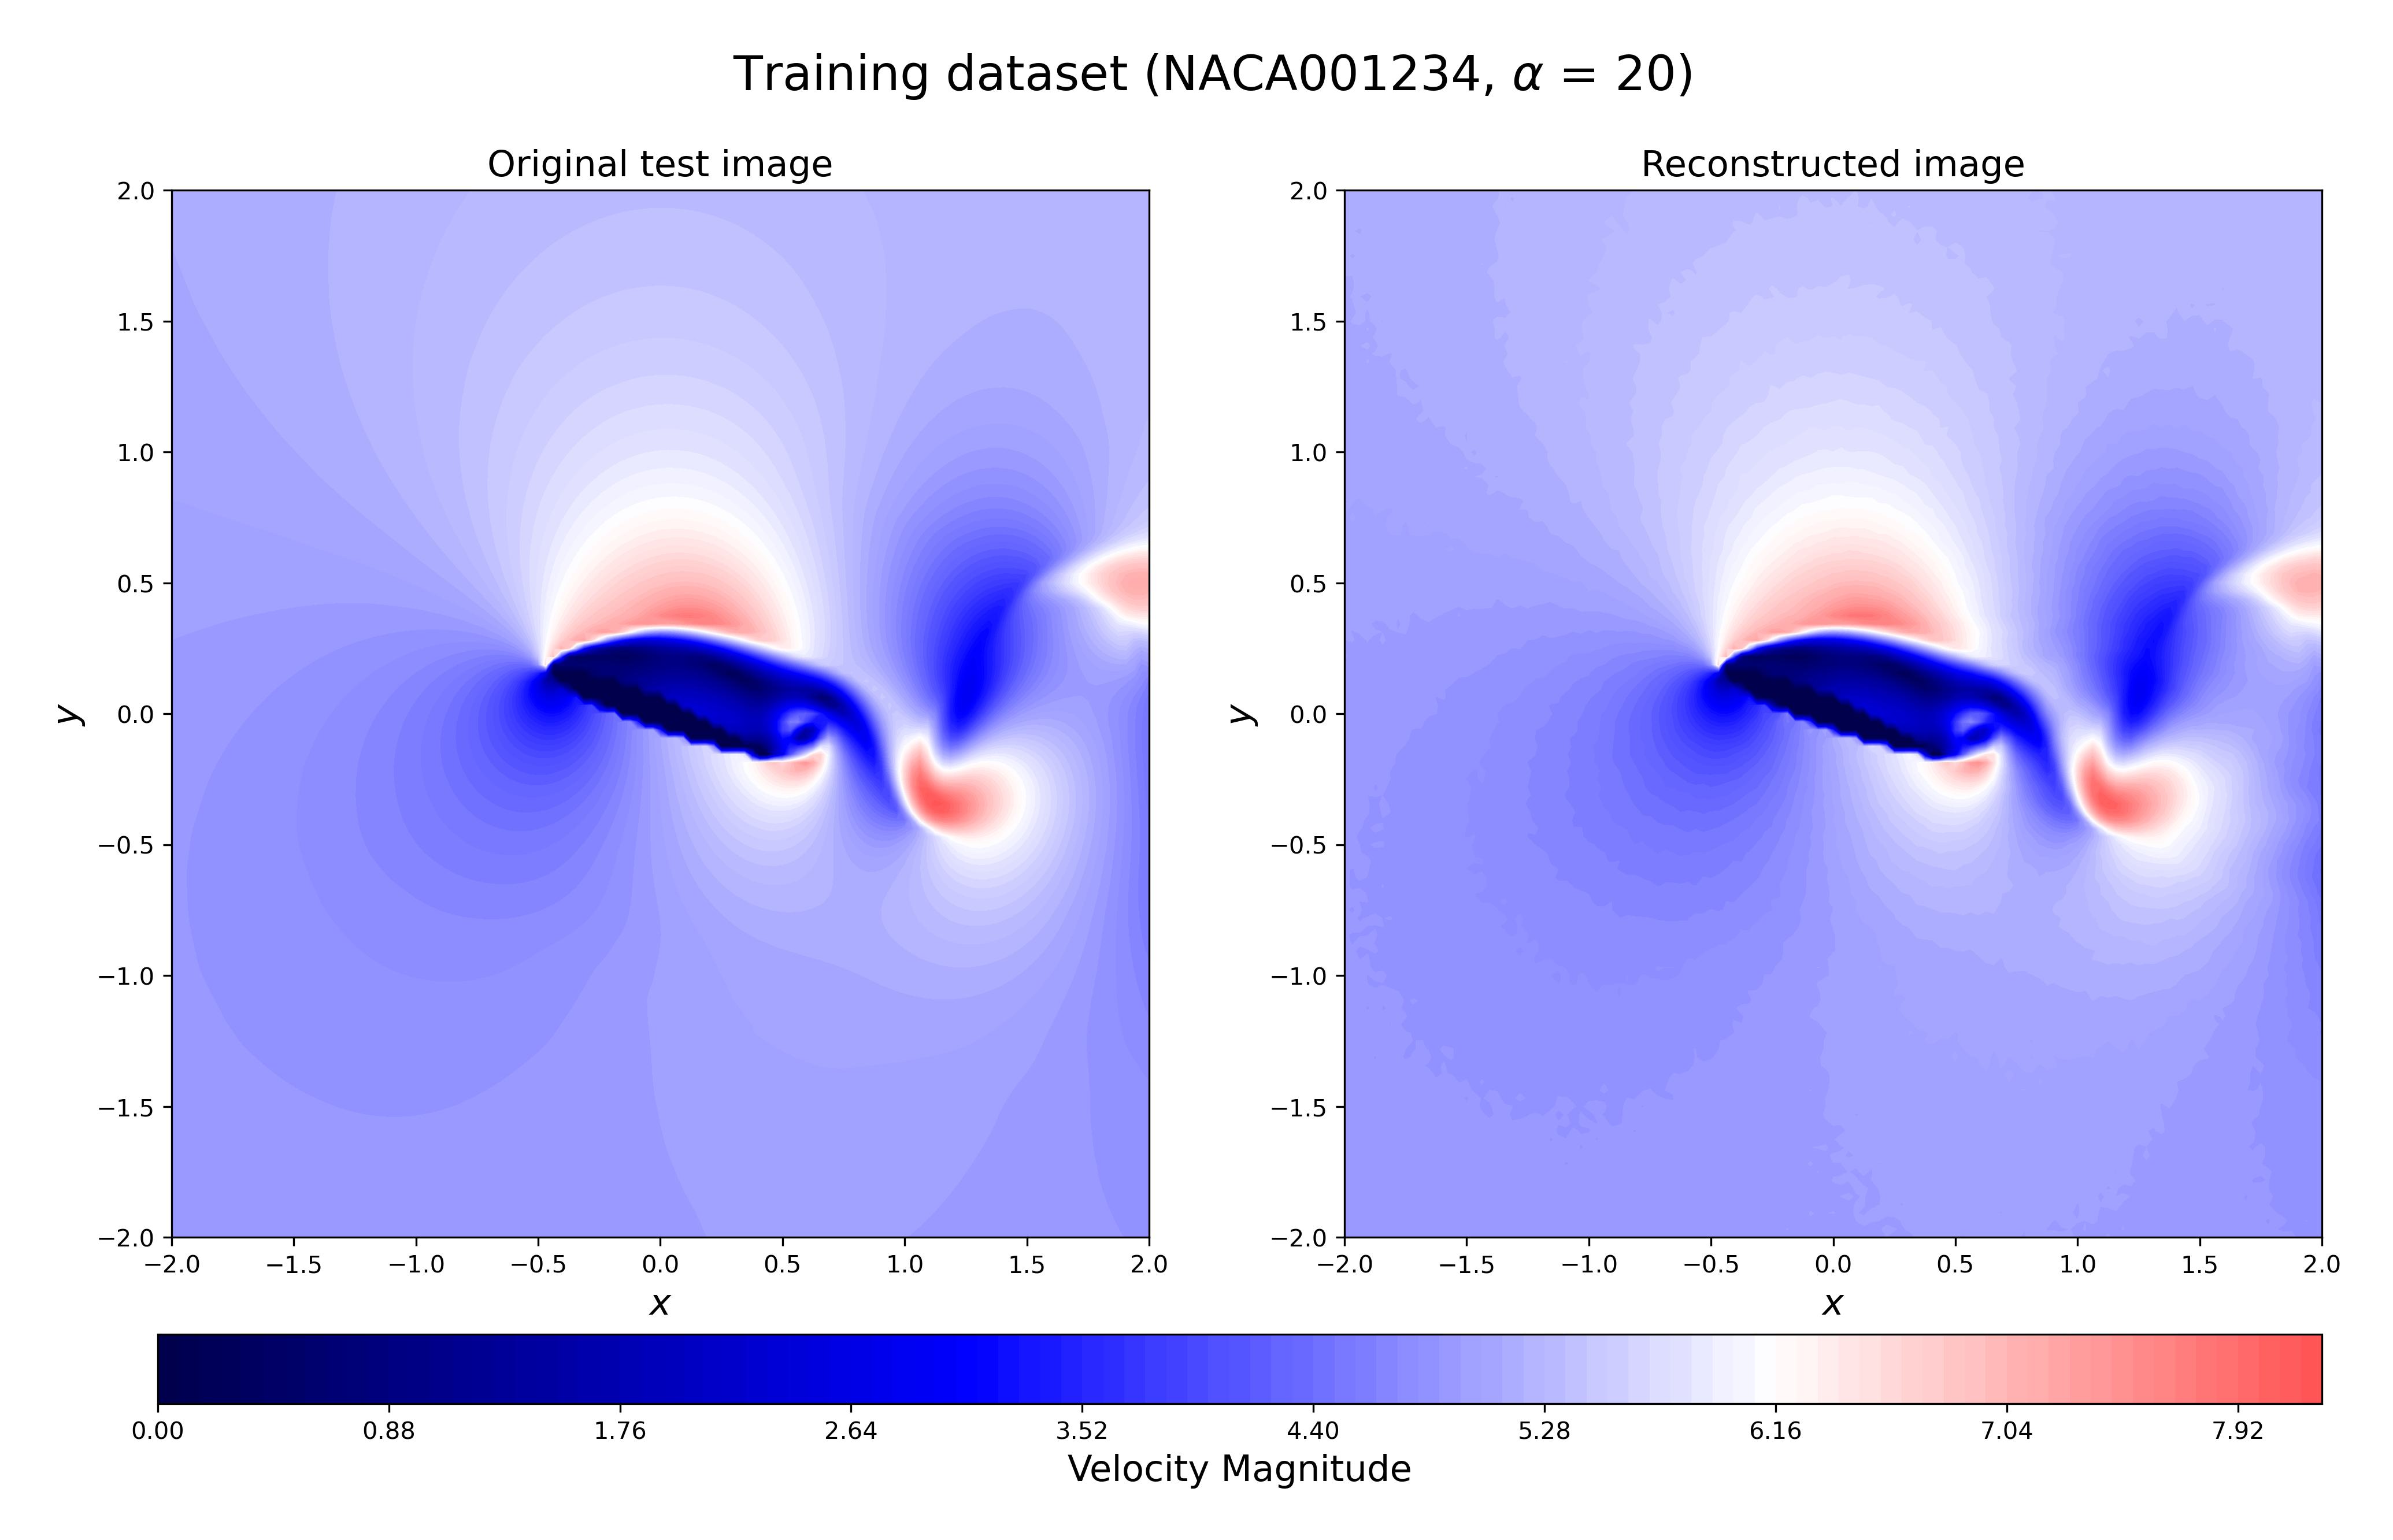 Training dataset (NACA001234, α = 20)
Original test image
2.0
1.5
1.0
0.5
0.0
−0.5
−1.0
−1.5
−2.0
y
−2.0 −1.5 −1.0 −0.5 0.0 0.5 1.0 1.5 2.0
x
Reconstructed image
2.0
1.5
1.0
0.5
0.0
−0.5
−1.0
−1.5
−2.0
y
−2.0 −1.5 −1.0 −0.5 0.0 0.5 1.0 1.5 2.0
x
0.00 0.88 1.76 2.64 3.52 4.40 5.28 6.16 7.04 7.92
Velocity Magnitude